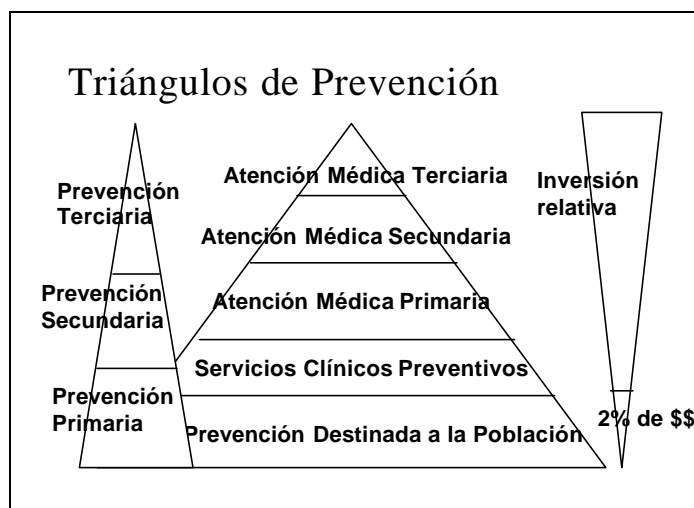 Triángulos de Prevención
Prevención
Terciaria
Prevención
Secundaria
Prevención
Primaria
Atención Médica Terciaria
Atención Médica Secundaria
Atención Médica Primaria
Servicios Clínicos Preventivos
Prevención Destinada a la Población
Inversión
relativa
2% de $$